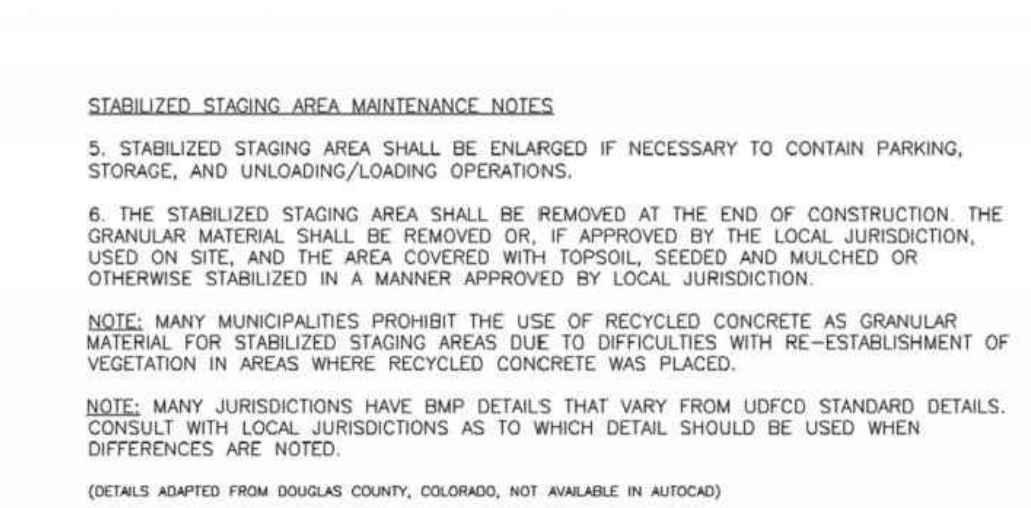 STABILIZED STAGING AREA MAINTENANCE NOTES
5. STABILIZED STAGING AREA SHALL BE ENLARGED IF NECESSARY TO CONTAIN PARKING,
STORAGE, AND UNLOADING/LOADING OPERATIONS.
6. THE STABILIZED STAGING AREA SHALL BE REMOVED AT THE END OF CONSTRUCTION. THE
GRANULAR MATERIAL SHALL BE REMOVED OR, IF APPROVED BY THE LOCAL JURISDICTION,
USED ON SITE, AND THE AREA COVERED WITH TOPSOIL, SEEDED AND MULCHED OR
OTHERWISE STABILIZED IN A MANNER APPROVED BY LOCAL JURISDICTION.
NOTE: MANY MUNICIPALITIES PROHIBIT THE USE OF RECYCLED CONCRETE AS GRANULAR
MATERIAL FOR STABILIZED STAGING AREAS DUE TO DIFFICULTIES WITH RE-ESTABLISHMENT OF
VEGETATION IN AREAS WHERE RECYCLED CONCRETE WAS PLACED.
NOTE: MANY JURISDICTIONS HAVE BMP DETAILS THAT VARY FROM UDFCD STANDARD DETAILS.
CONSULT WITH LOCAL JURISDICTIONS AS TO WHICH DETAIL SHOULD BE USED WHEN
DIFFERENCES ARE NOTED.
(DETAILS ADAPTED FROM DOUGLAS COUNTY, COLORADO, NOT AVAILABLE IN AUTOCAD)